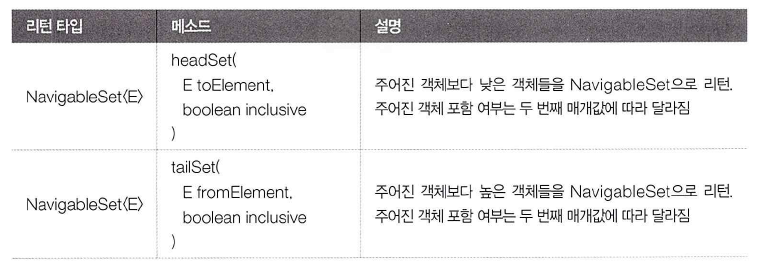 리턴 타입 메소드 설명
NavigableSet〈E〉
headSet(
E toElement,
boolean inclusive
)
주어진 객체보다 낮은 객체들을 NavigableSet으로 리턴.
주어진 객체 포함 여부는 두 번째 매개값에 따라 달라짐
NavigableSet〈E〉
tailSet(
E fromElement,
boolean inclusive
)
주어진 객체보다 높은 객체들을 NavigableSet으로 리턴.
주어진 객체 포함 여부는 두 번째 매개값에 따라 달라짐